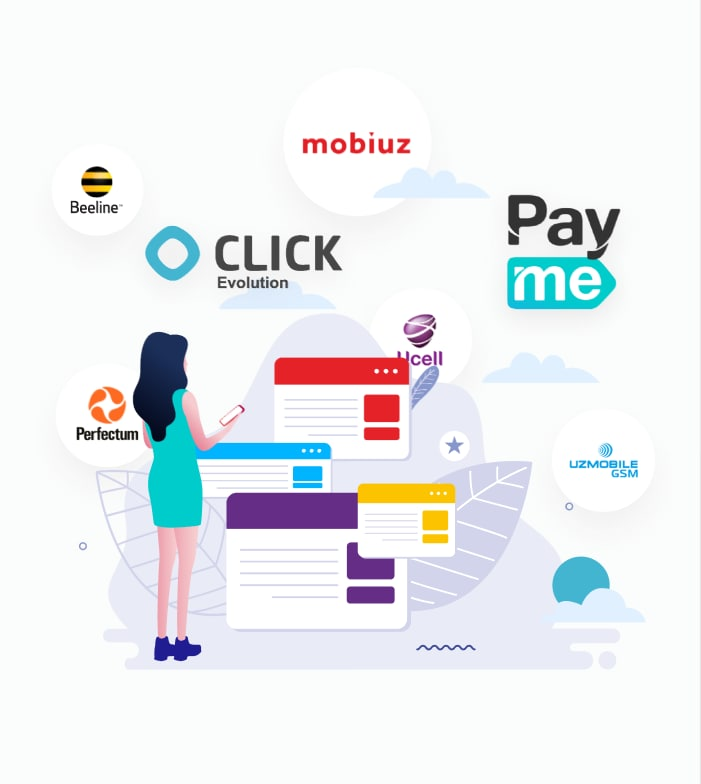 mobiuz
Beeline™
Pay
me
CLICK
Evolution
Ucell
Perfectum
UZMOBILE
GSM